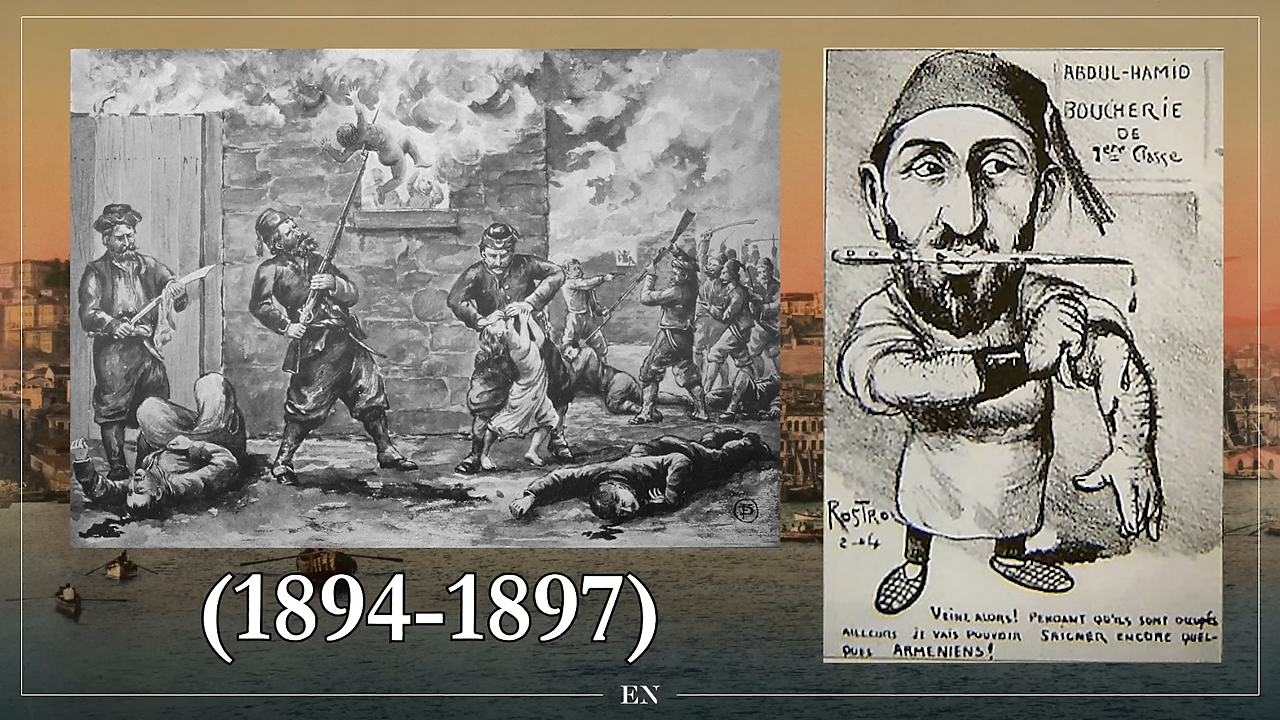 (1894-1897)
ABDUL-HAMID
BOUCHERIE
DE
1ère Classe
ROSTRO
2-04
VEINE ALORS! PENDANT QU'ILS SONT OCCUPÉS
AILLEURS JE VAIS POUVOIR SAIGNER ENCORE QUEL-
QUES ARMENIENS!
EN